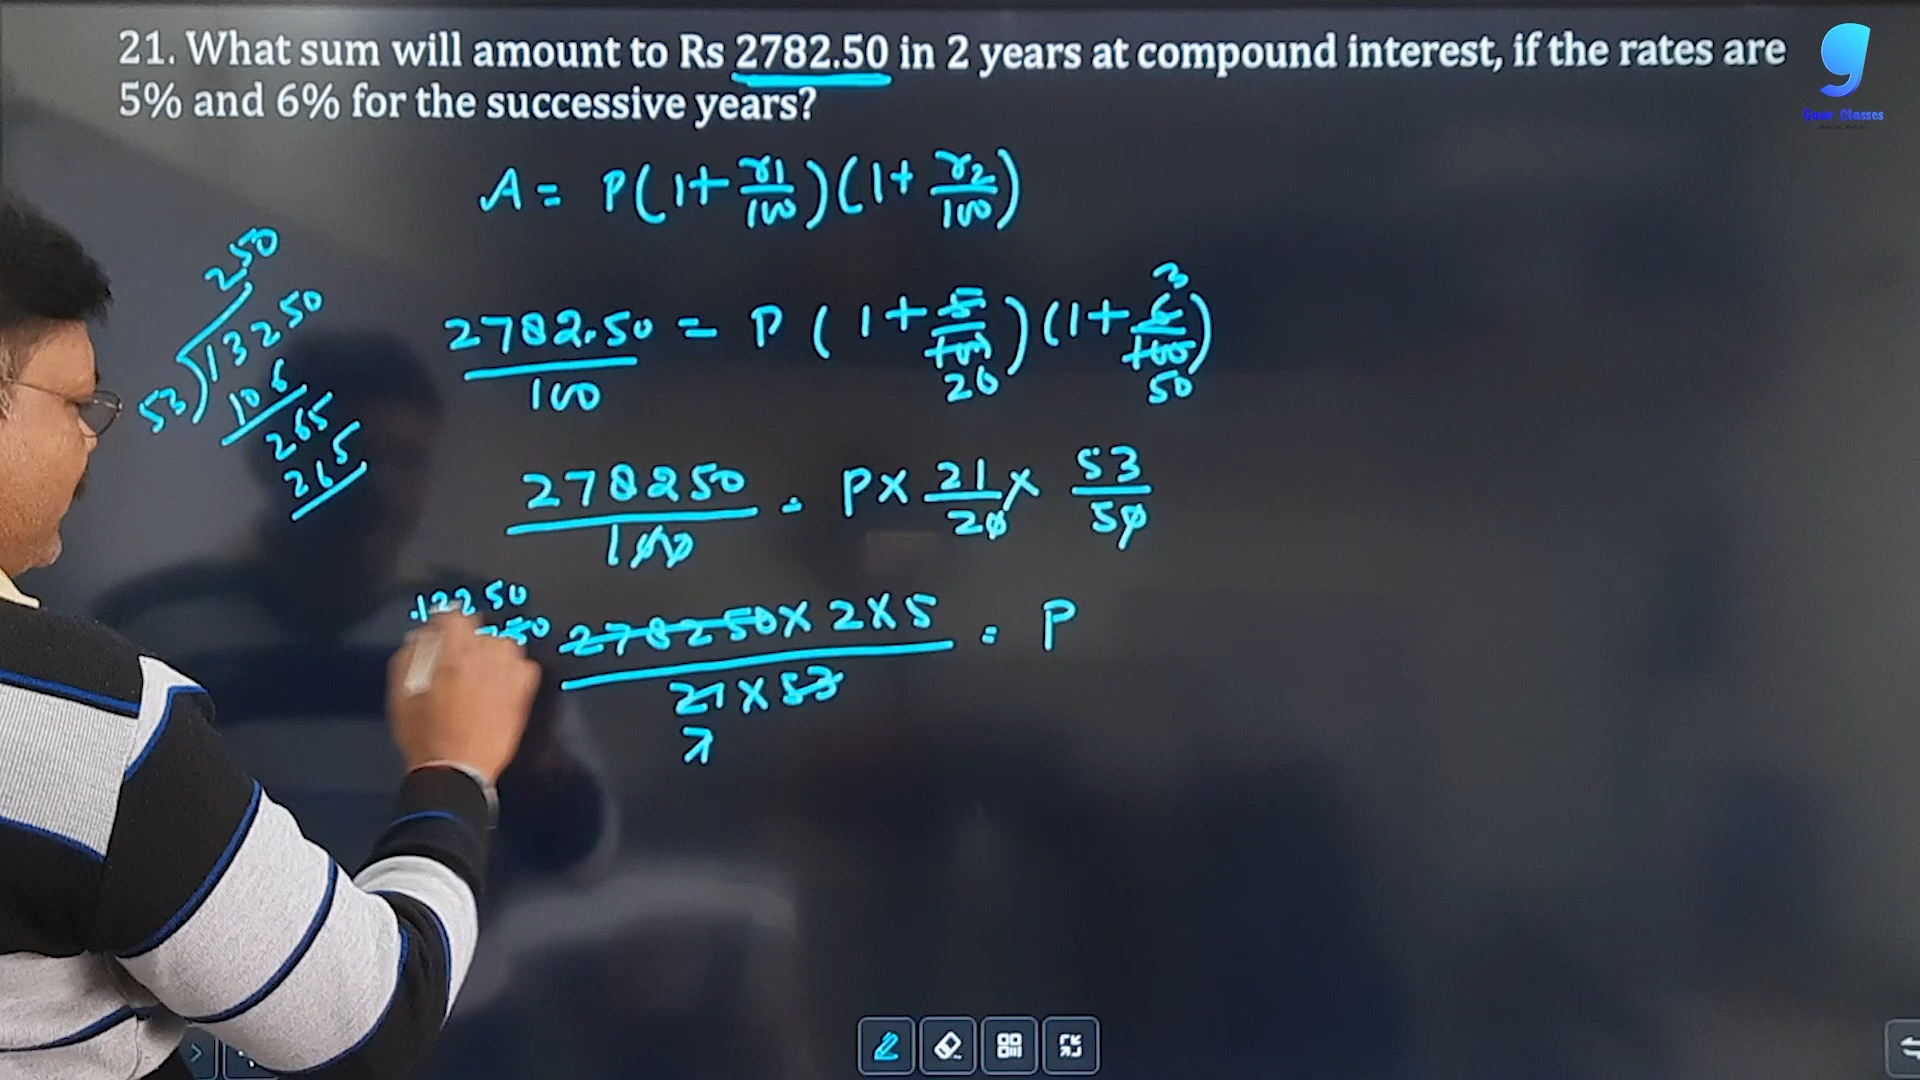 21. What sum will amount to Rs 2782.50 in 2 years at compound interest, if the rates are
5% and 6% for the successive years?
Gaur Classes
A = P(1+ r1/100)(1+ r2/100)
250
53)13250
106
265
265
2782.50/100 = P(1+ 5/100)(1+ 6/100)
20
3
50
278250/100 = P× 21/20 × 53/50
13250
278250×2×5/21×53 = P
7